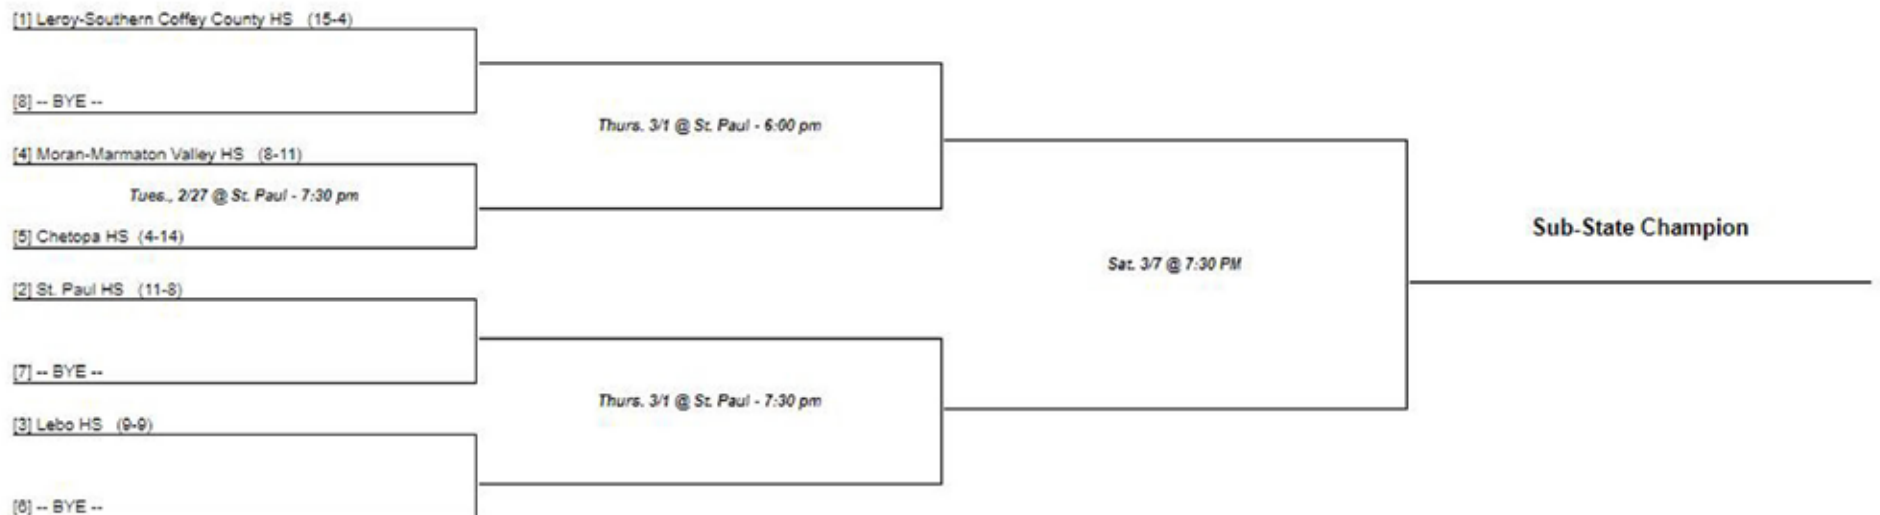 [1] Leroy-Southern Coffey County HS (15-4)
[8] -- BYE --
Thurs. 3/1 @ St. Paul - 6:00 pm
[4] Moran-Marmaton Valley HS (8-11)
Tues., 2/27 @ St. Paul - 7:30 pm
[5] Chetopa HS (4-14)
Sub-State Champion
Sat. 3/7 @ 7:30 PM
[2] St. Paul HS (11-8)
[7] -- BYE --
Thurs. 3/1 @ St. Paul - 7:30 pm
[3] Lebo HS (9-9)
[6] -- BYE --